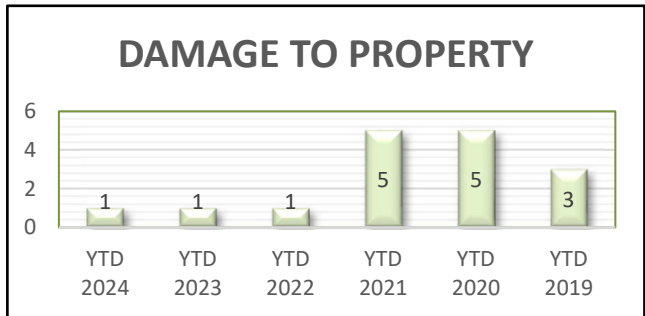 DAMAGE TO PROPERTY
6
4
2
0
1
1
1
5
5
3
YTD 2024
YTD 2023
YTD 2022
YTD 2021
YTD 2020
YTD 2019